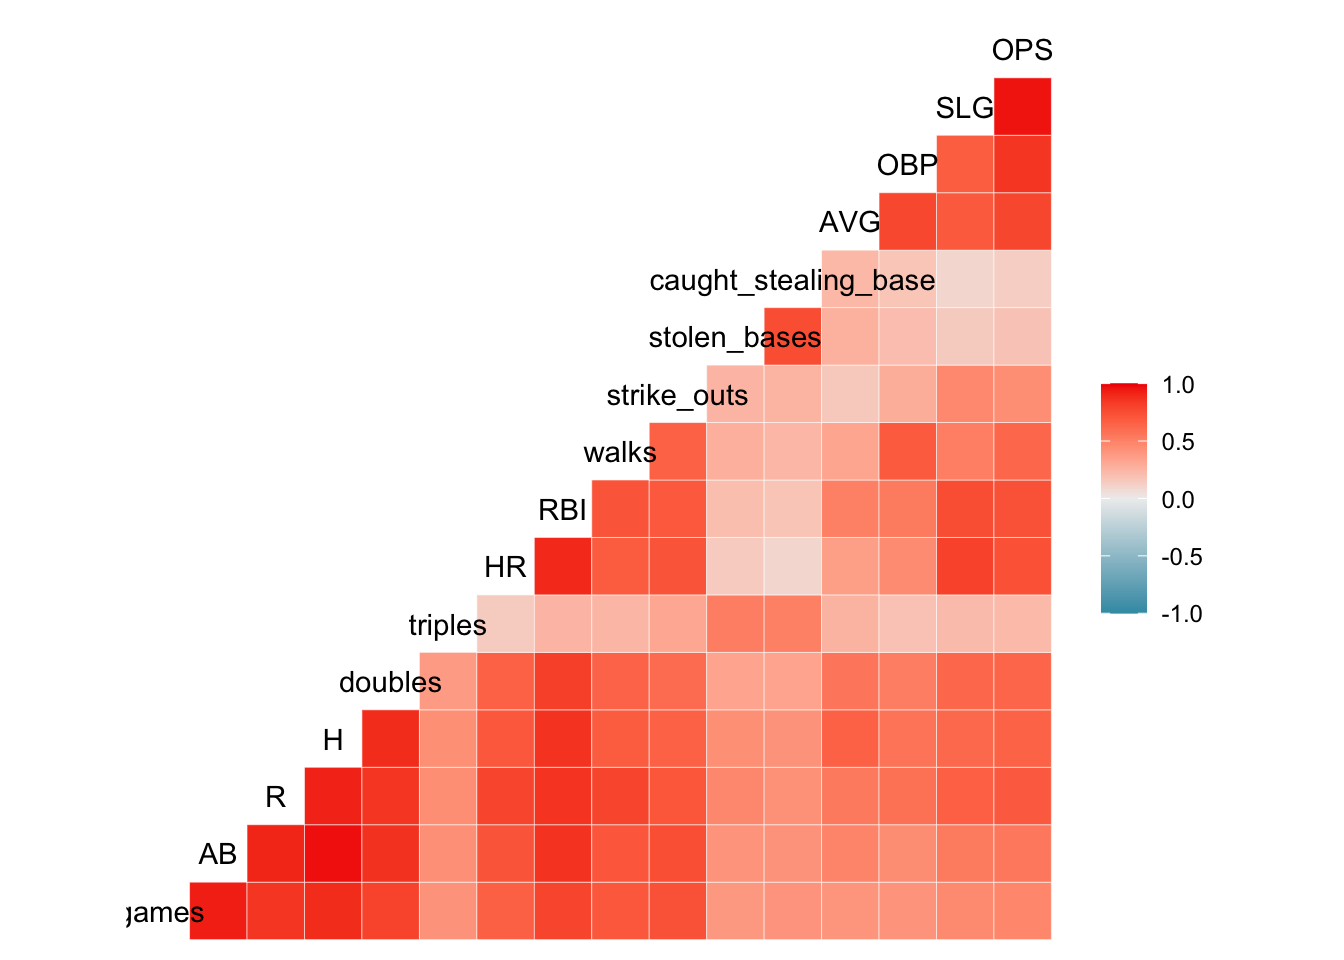 OPS
SLG
OBP
AVG
caught_stealing_base
stolen_bases
strike_outs
walks
RBI
HR
triples
doubles
H
R
AB
games
1.0
0.5
0.0
-0.5
-1.0